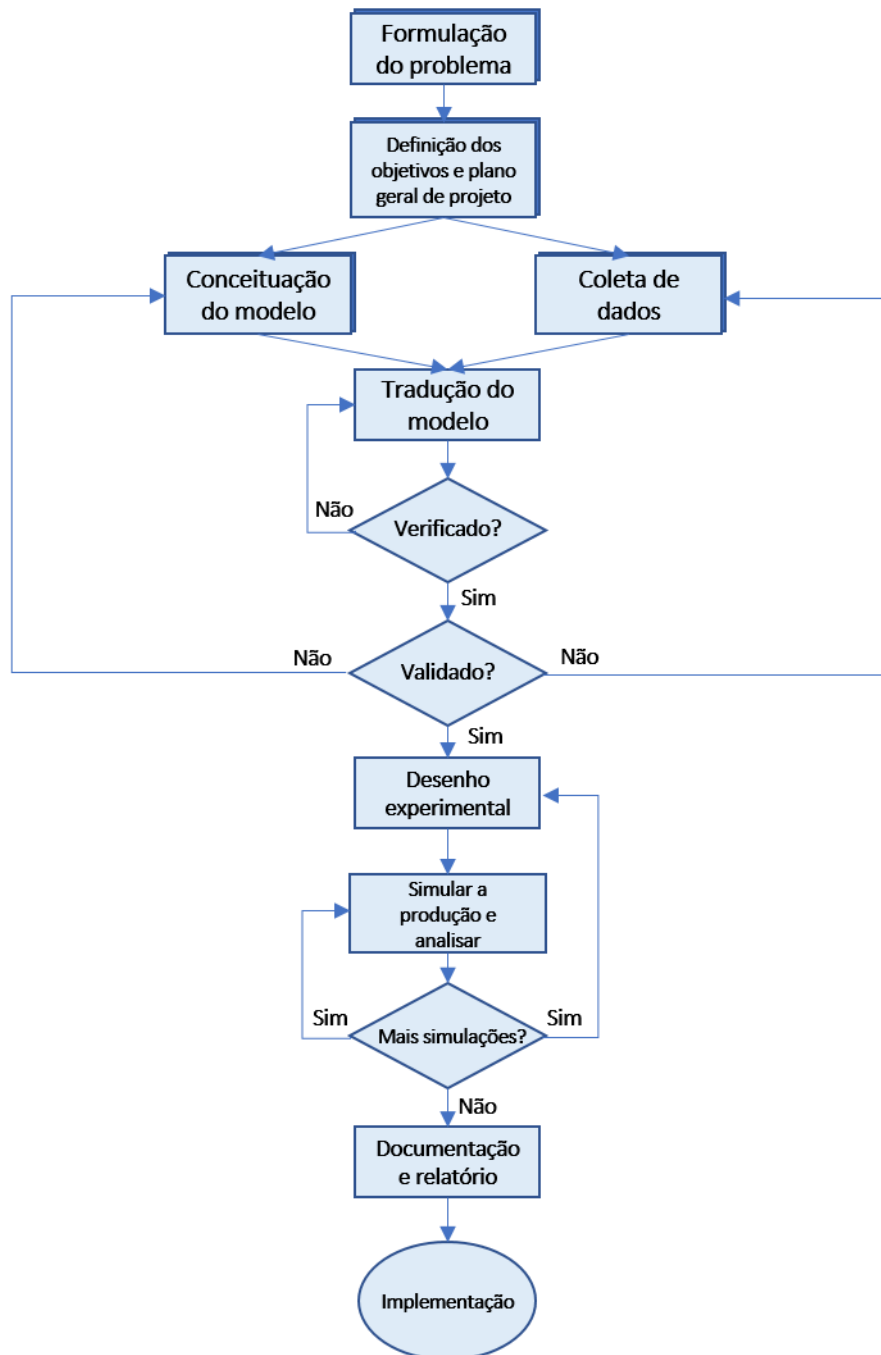 Formulação
do problema
Definição dos
objetivos e plano
geral de projeto
Conceituação
do modelo
Coleta de
dados
Tradução do
modelo
Não
Verificado?
Sim
Não
Validado?
Não
Sim
Desenho
experimental
Simular a
produção e
analisar
Sim
Mais simulações?
Sim
Não
Documentação
e relatório
Implementação